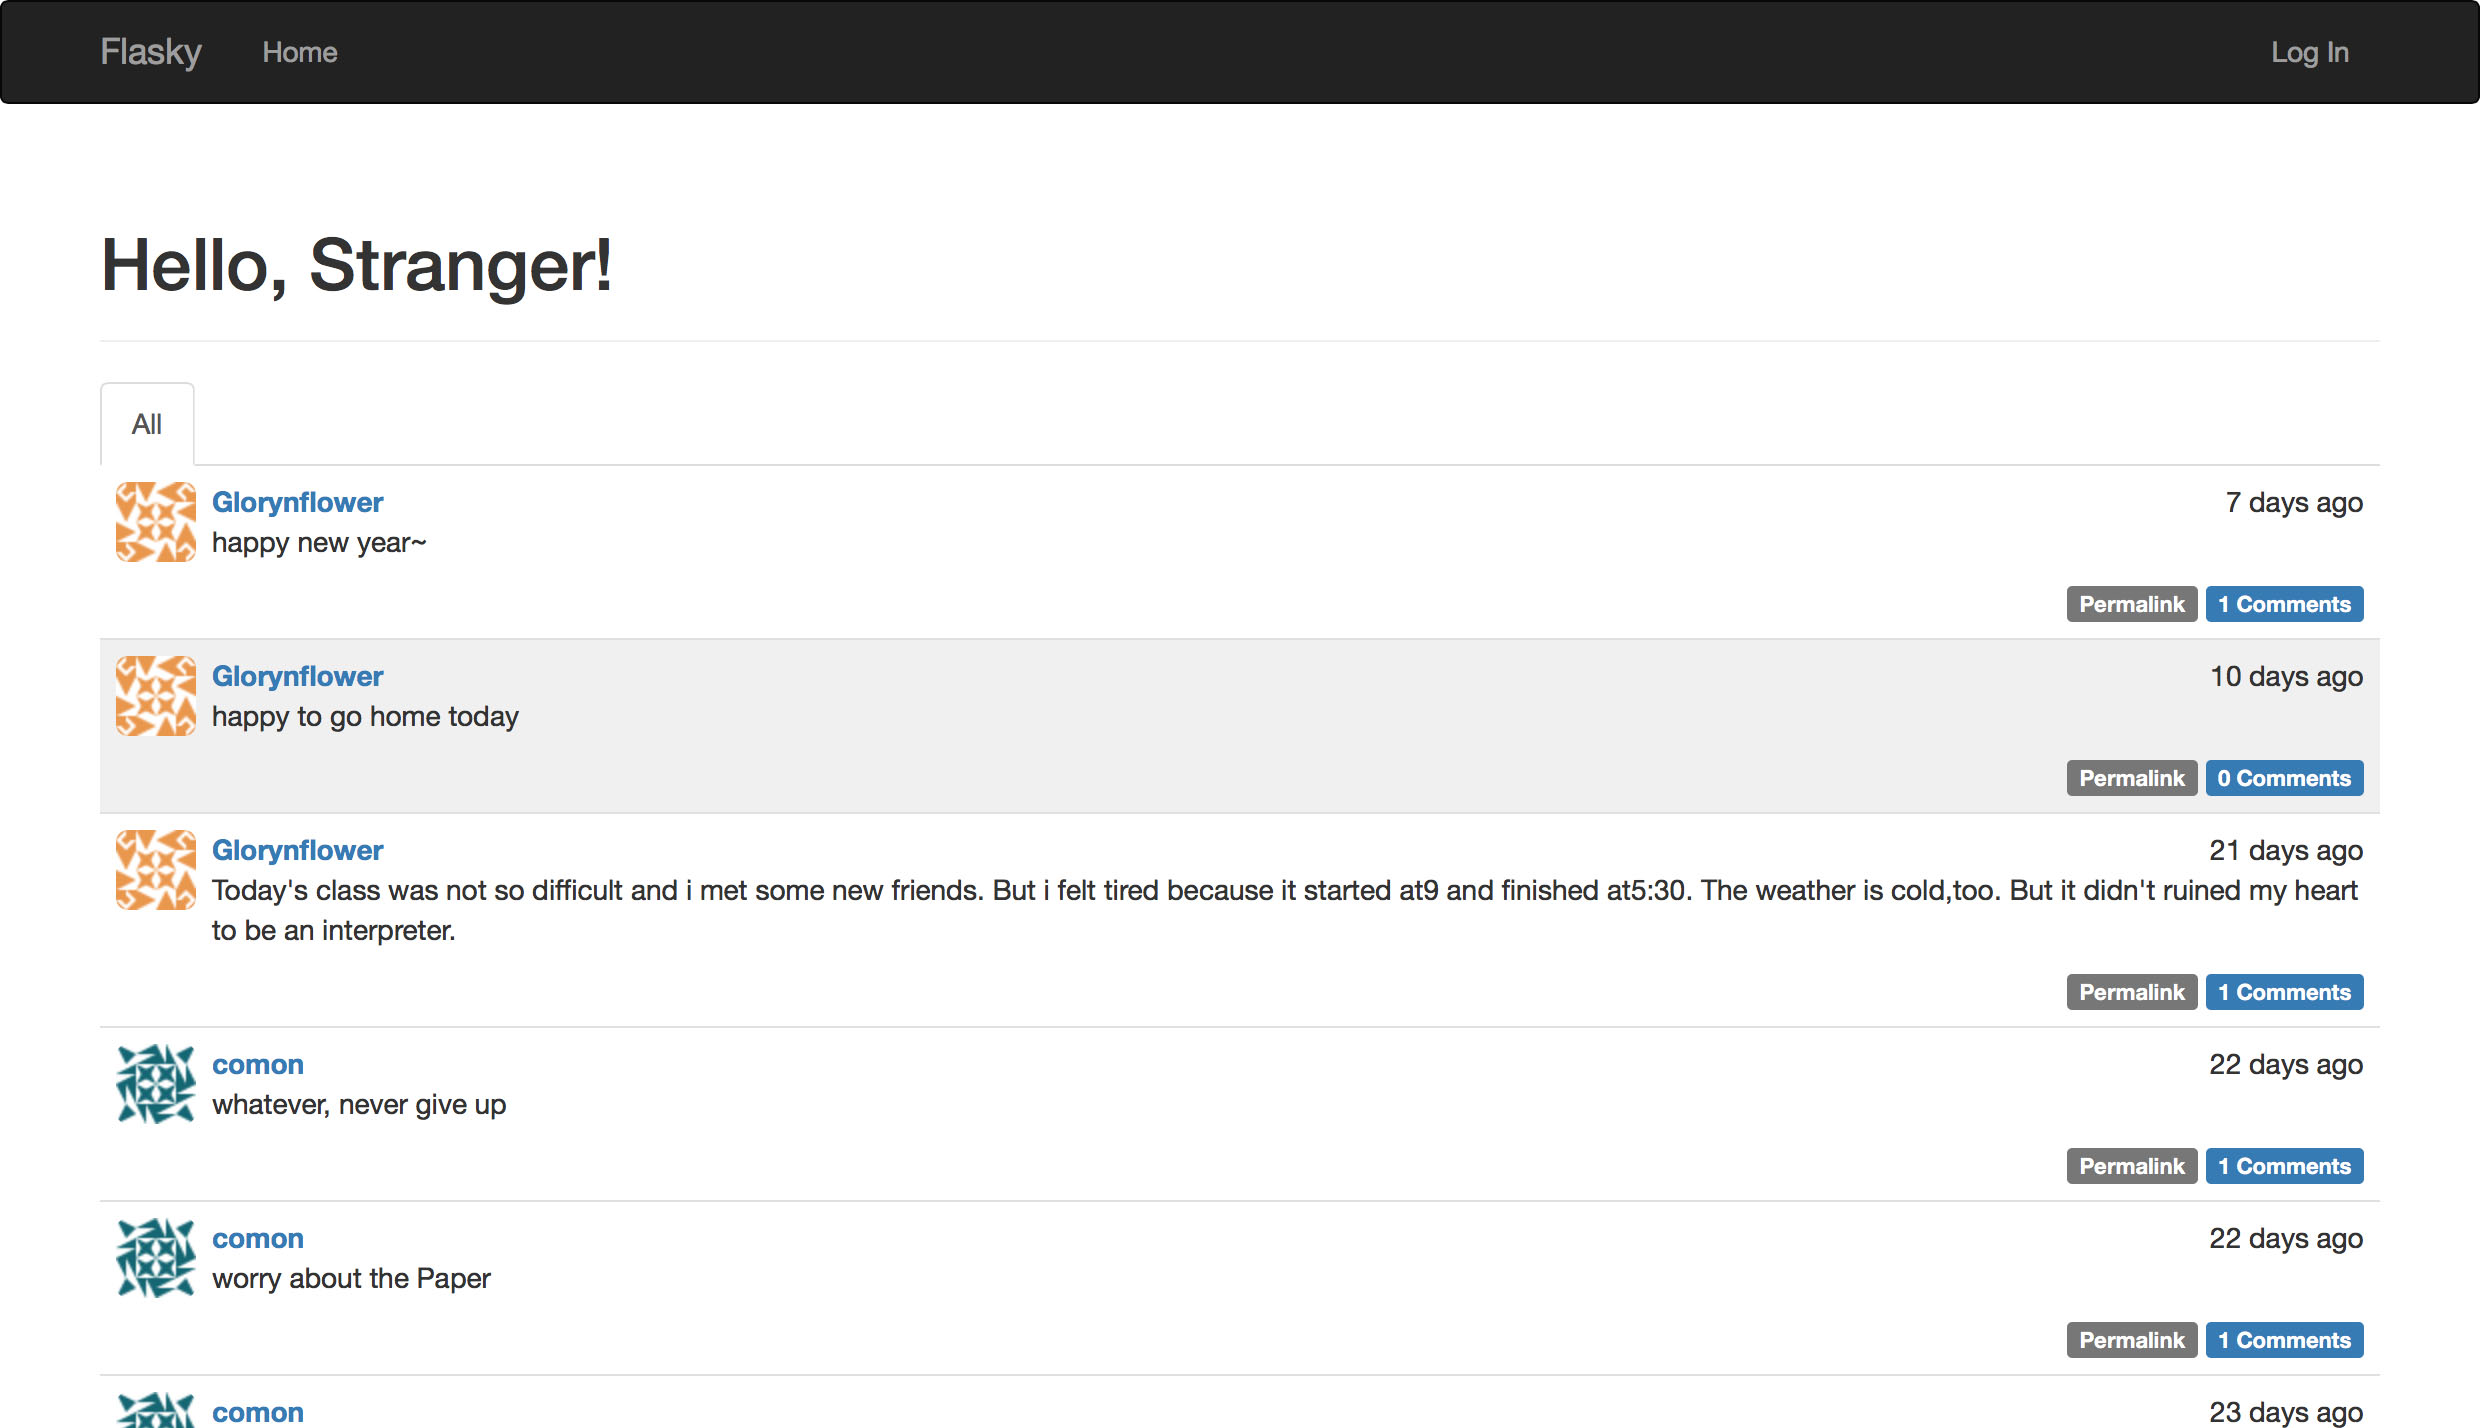 Flasky Home Log In
Hello, Stranger!
All
Glorynflower 7 days ago
happy new year~
Permalink 1 Comments
Glorynflower 10 days ago
happy to go home today
Permalink 0 Comments
Glorynflower 21 days ago
Today's class was not so difficult and i met some new friends. But i felt tired because it started at9 and finished at5:30. The weather is cold,too. But it didn't ruined my heart
to be an interpreter.
Permalink 1 Comments
comon 22 days ago
whatever, never give up
Permalink 1 Comments
comon 22 days ago
worry about the Paper
Permalink 1 Comments
comon 23 days ago